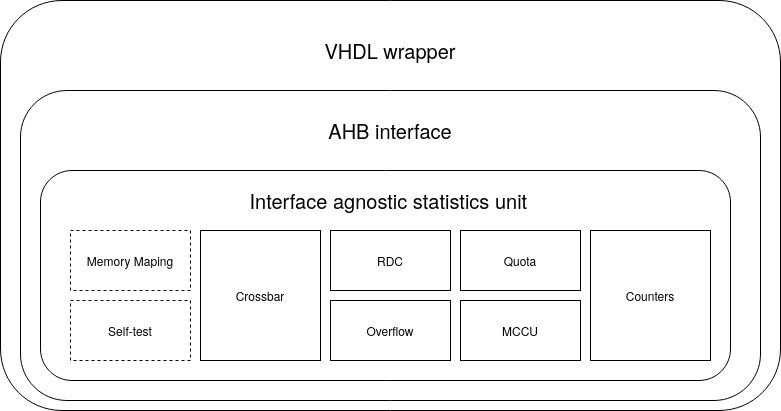 VHDL wrapper
AHB interface
Interface agnostic statistics unit
Memory Maping
RDC
Quota
Crossbar
Counters
Self-test
Overflow
MCCU